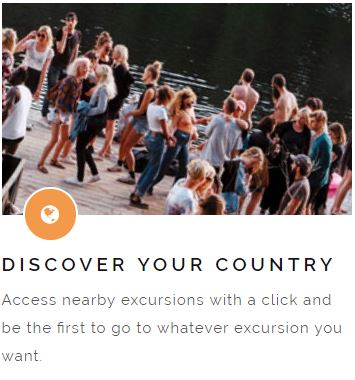 DISCOVER YOUR COUNTRY
Access nearby excursions with a click and
be the first to go to whatever excursion you
want.